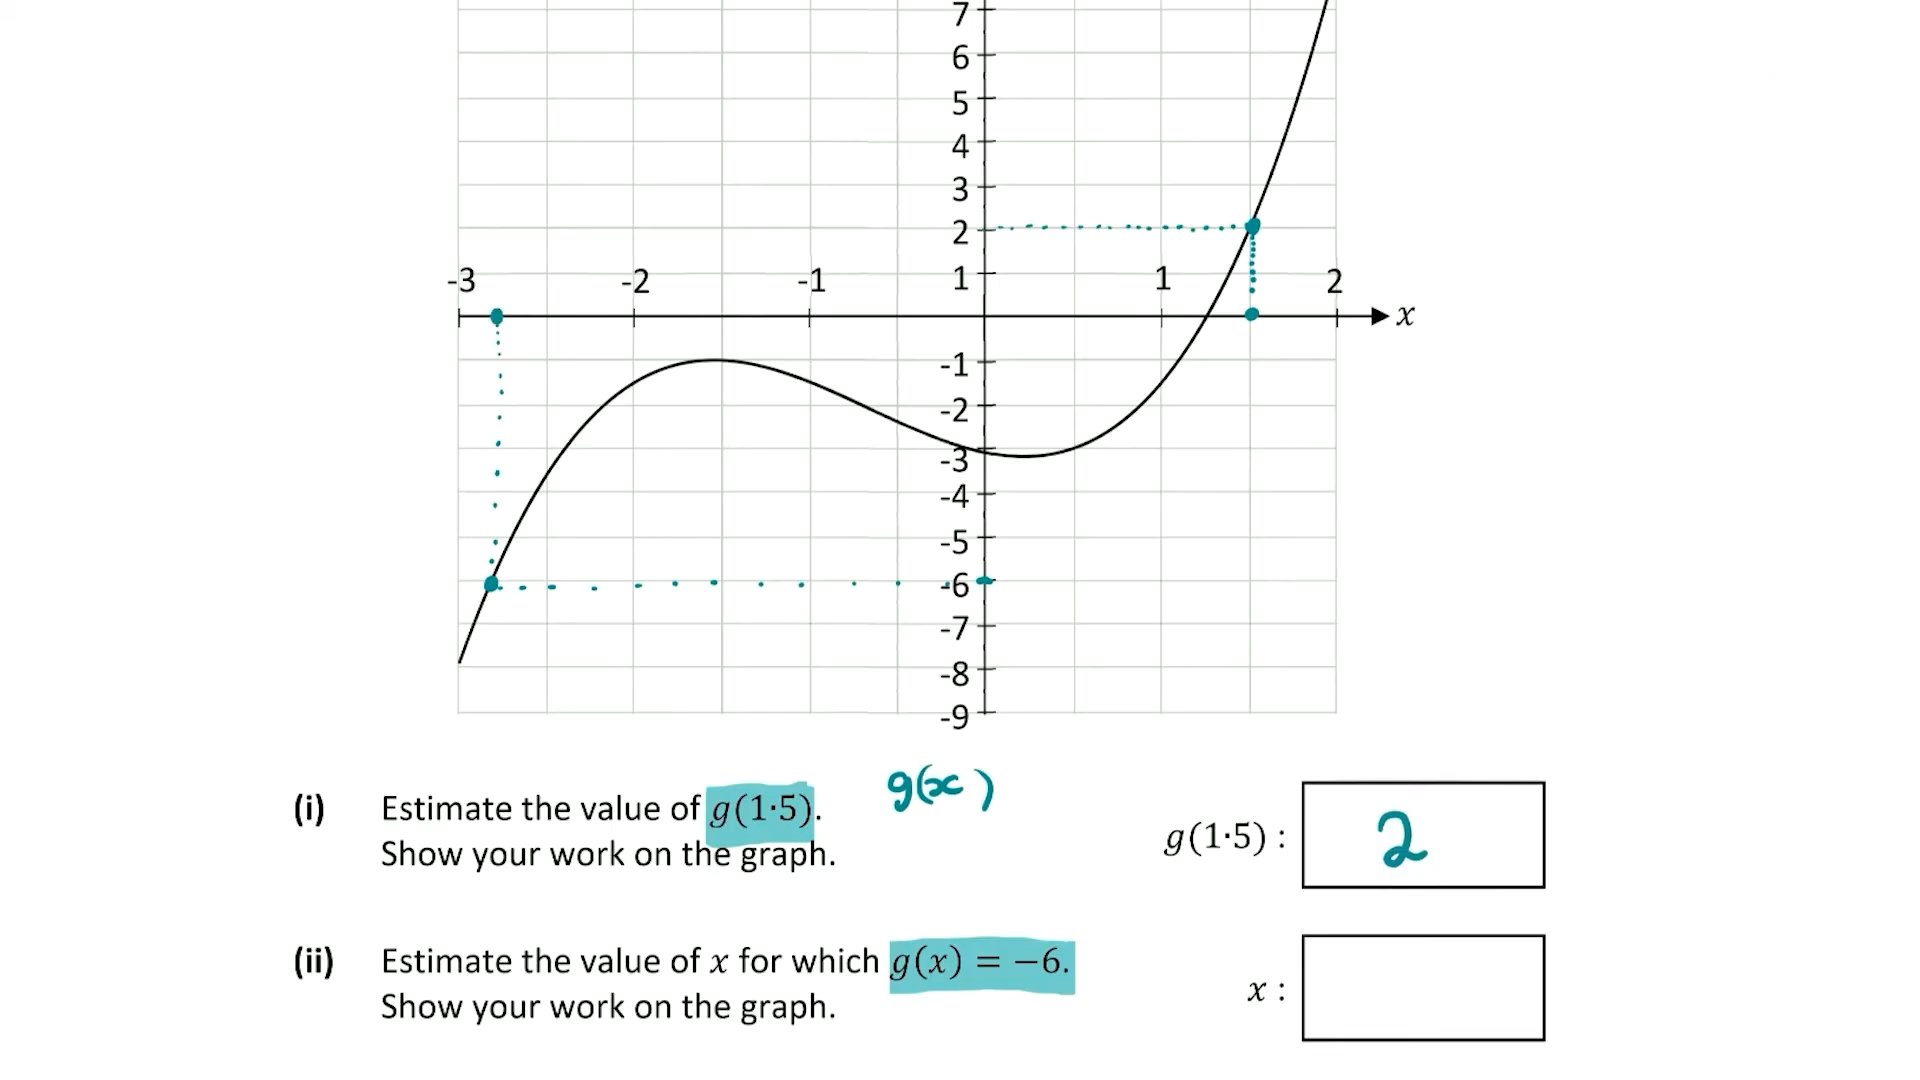 7
6
5
4
3
2
-3 -2 -1 1 1 2
x
-1
-2
-3
-4
-5
-6
-7
-8
-9
g(x)
(i) Estimate the value of g(1·5).
Show your work on the graph.
g(1·5) : 2
(ii) Estimate the value of x for which g(x) = −6.
Show your work on the graph.
x :